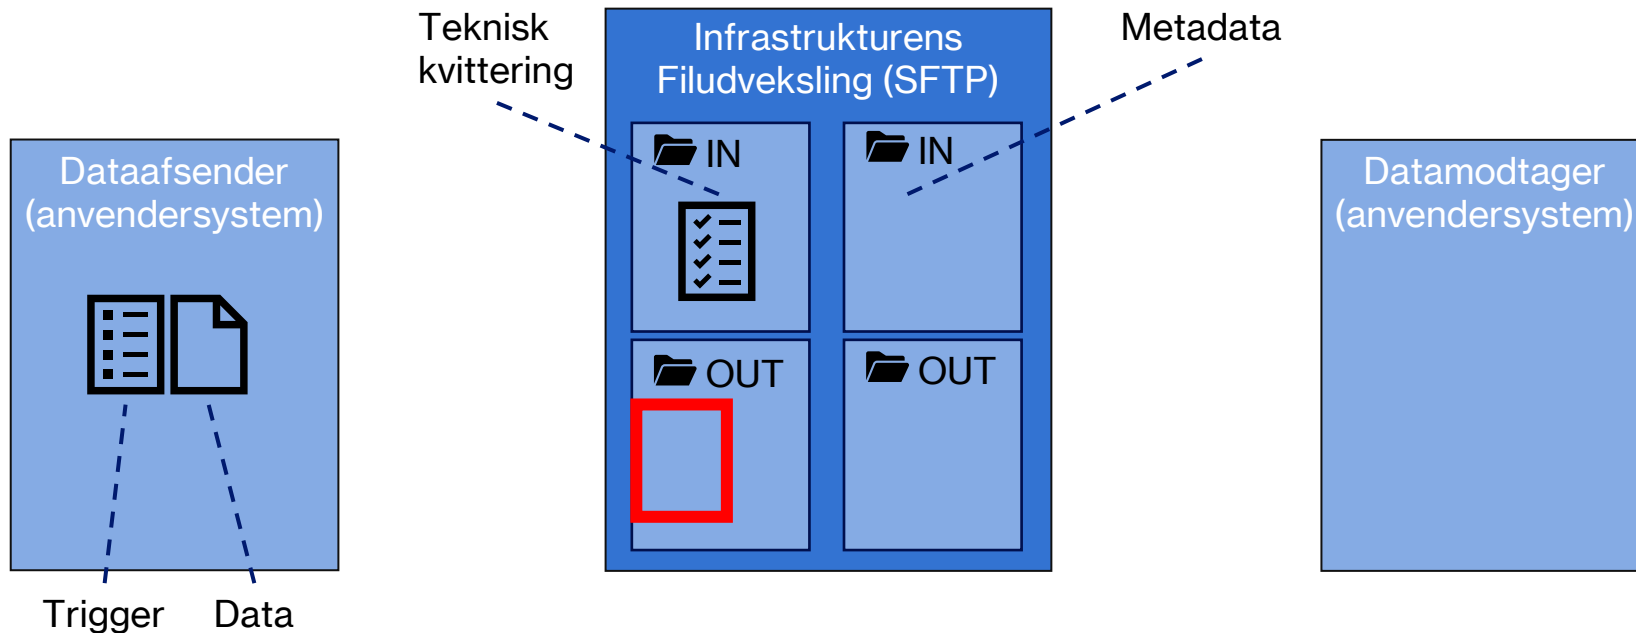 Teknisk
kvittering
Infrastrukturens
Filudveksling (SFTP)
Metadata
Dataafsender
(anvendersystem)
IN
IN
Datamodtager
(anvendersystem)
OUT
OUT
Trigger
Data